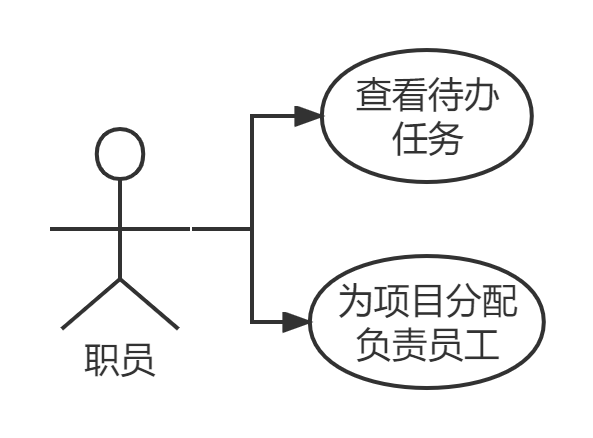 查看待办
任务
为项目分配
负责员工
职员